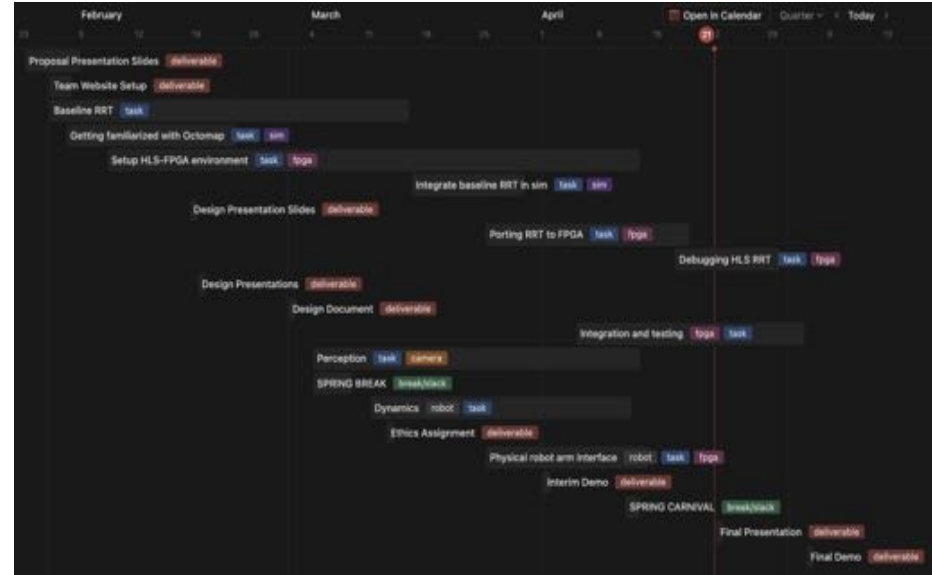 February March April Open in Calendar Quarter Today
21
Proposal Presentation Slides deliverable
Team Website Setup deliverable
Baseline RRT task
Getting familiarized with Octomap task sim
Setup HLS-FPGA environment task fpga
Integrate baseline RRT in sim task sim
Design Presentation Slides deliverable
Porting RRT to FPGA task fpga
Debugging HLS RRT task fpga
Design Presentations deliverable
Design Document deliverable
Integration and testing fpga task
Perception task camera
SPRING BREAK break/slack
Dynamics robot task
Ethics Assignment deliverable
Physical robot arm Interface robot task fpga
Interim Demo deliverable
SPRING CARNIVAL break/slack
Final Presentation deliverable
Final Demo deliverable